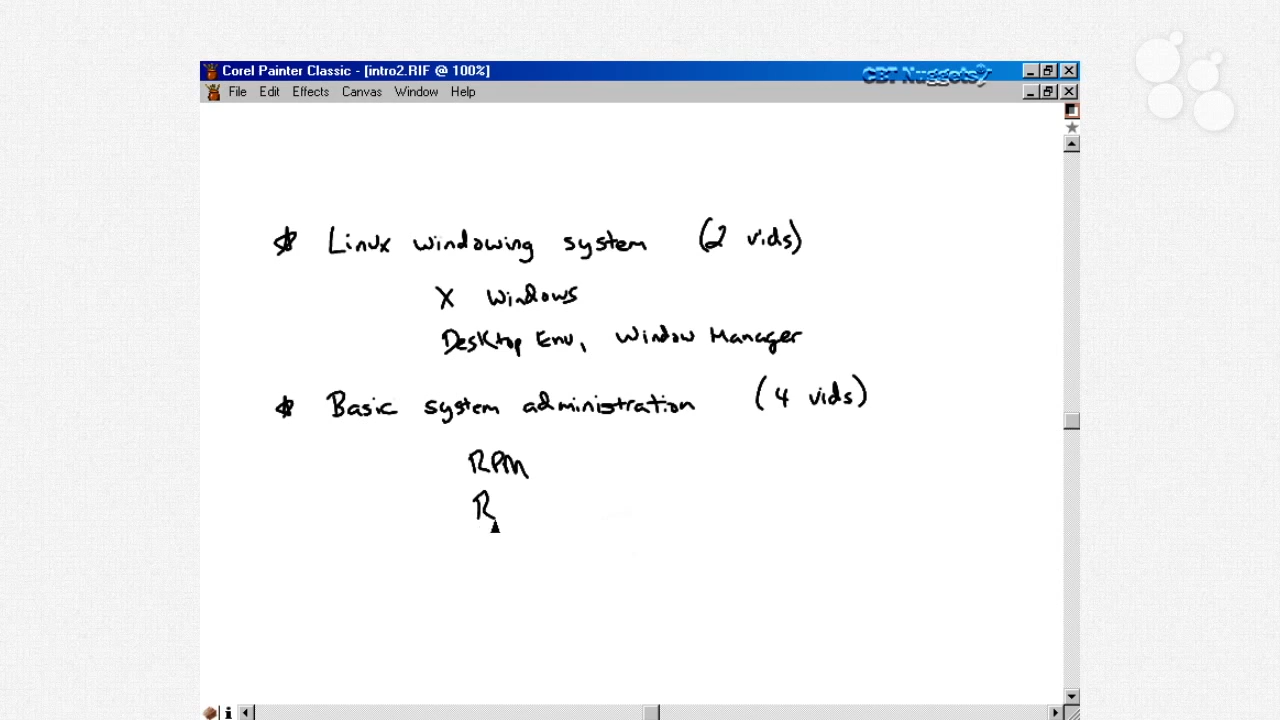 Corel Painter Classic - [intro2.RIF @ 100%]
CBT Nuggets
File Edit Effects Canvas Window Help
Linux windowing system (2 vids)
X Windows
Desktop Env, Window Manager
Basic system administration (4 vids)
RPM
R